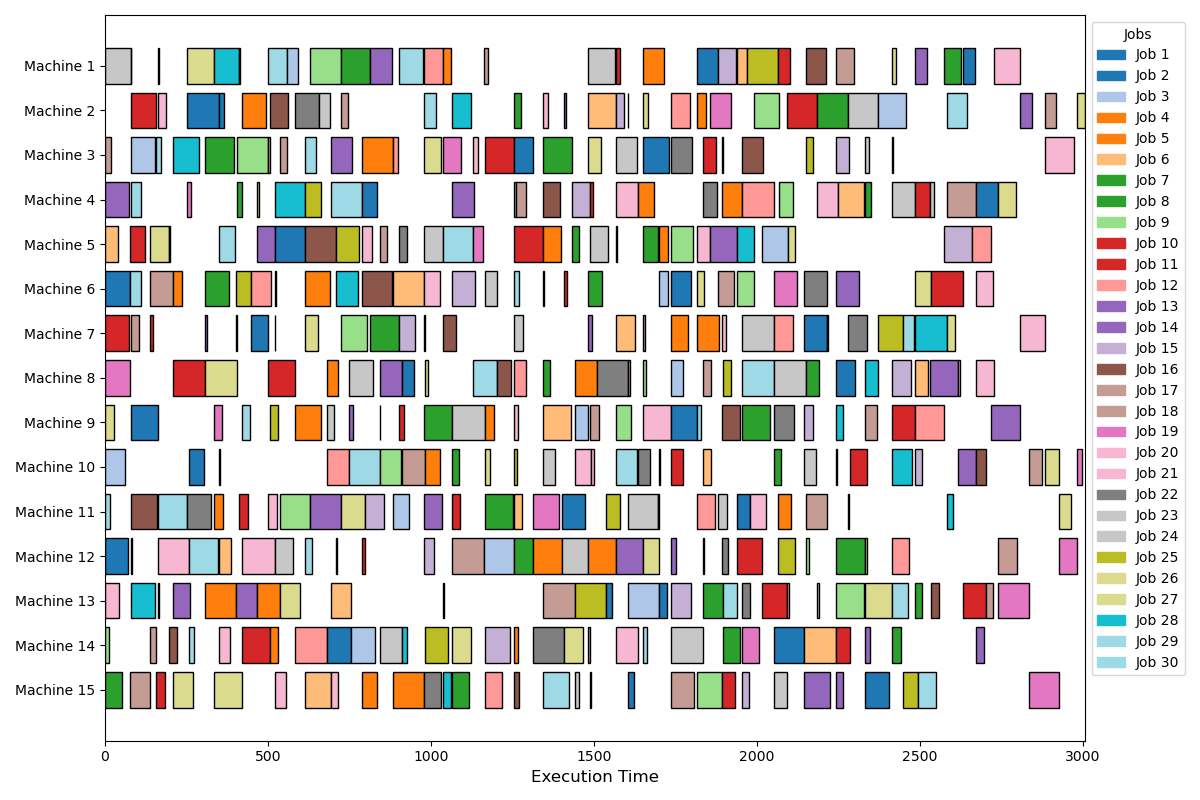 Machine 1
Machine 2
Machine 3
Machine 4
Machine 5
Machine 6
Machine 7
Machine 8
Machine 9
Machine 10
Machine 11
Machine 12
Machine 13
Machine 14
Machine 15
0 500 1000 1500 2000 2500 3000
Execution Time
Jobs
Job 1
Job 2
Job 3
Job 4
Job 5
Job 6
Job 7
Job 8
Job 9
Job 10
Job 11
Job 12
Job 13
Job 14
Job 15
Job 16
Job 17
Job 18
Job 19
Job 20
Job 21
Job 22
Job 23
Job 24
Job 25
Job 26
Job 27
Job 28
Job 29
Job 30